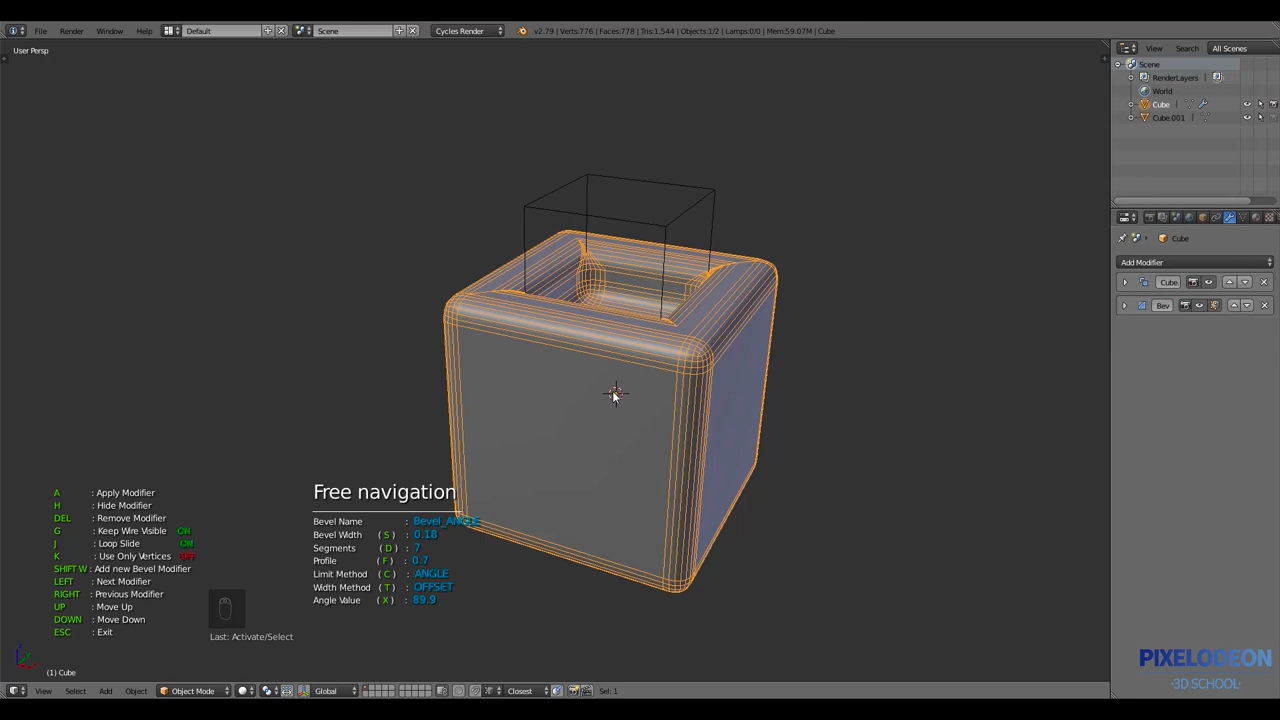 File Render Window Help Default Scene Cycles Render v2.79 | Verts:776 | Faces:778 | Tris:1,544 | Objects:1/2 | Lamps:0/0 | Mem:59.07M | Cube
User Persp
View Search All Scenes
Scene
RenderLayers
World
Cube
Cube.001
Cube
Add Modifier
Cube.
Bev
Free navigation
Bevel Name : Bevel_ANGLE
Bevel Width ( S ) : 0.18
Segments ( D ) : 7
Profile ( F ) : 0.7
Limit Method ( C ) : ANGLE
Width Method ( T ) : OFFSET
Angle Value ( X ) : 89.9
A : Apply Modifier
H : Hide Modifier
DEL : Remove Modifier
G : Keep Wire Visible ON
J : Loop Slide ON
K : Use Only Vertices OFF
SHIFT W : Add new Bevel Modifier
LEFT : Next Modifier
RIGHT : Previous Modifier
UP : Move Up
DOWN : Move Down
ESC : Exit
Last: Activate/Select
(1) Cube
PIXELODEON
·3D SCHOOL·
View Select Add Object Object Mode Global Closest Sel: 1